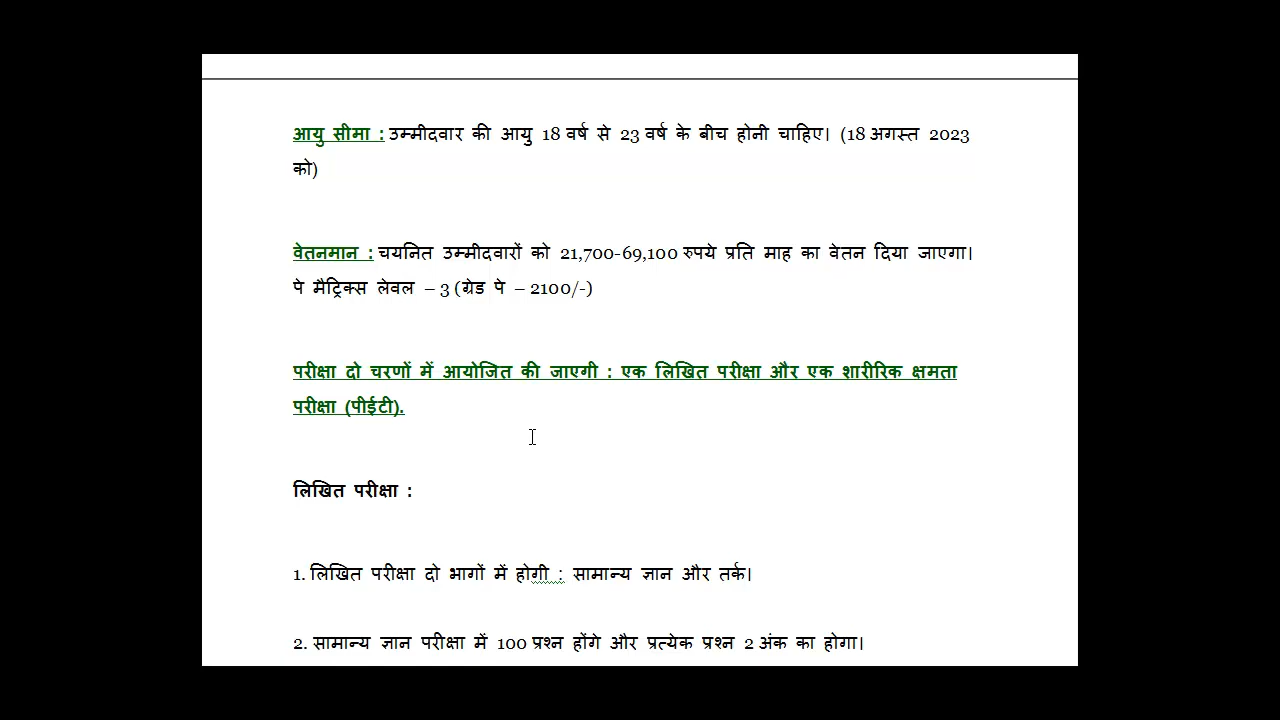 आयु सीमा : उम्मीदवार की आयु 18 वर्ष से 23 वर्ष के बीच होनी चाहिए। (18 अगस्त 2023
को)
वेतनमान : चयनित उम्मीदवारों को 21,700-69,100 रुपये प्रति माह का वेतन दिया जाएगा।
पे मैट्रिक्स लेवल – 3 (ग्रेड पे – 2100/-)
परीक्षा दो चरणों में आयोजित की जाएगी : एक लिखित परीक्षा और एक शारीरिक क्षमता
परीक्षा (पीईटी).
लिखित परीक्षा :
1. लिखित परीक्षा दो भागों में होगी : सामान्य ज्ञान और तर्क।
2. सामान्य ज्ञान परीक्षा में 100 प्रश्न होंगे और प्रत्येक प्रश्न 2 अंक का होगा।